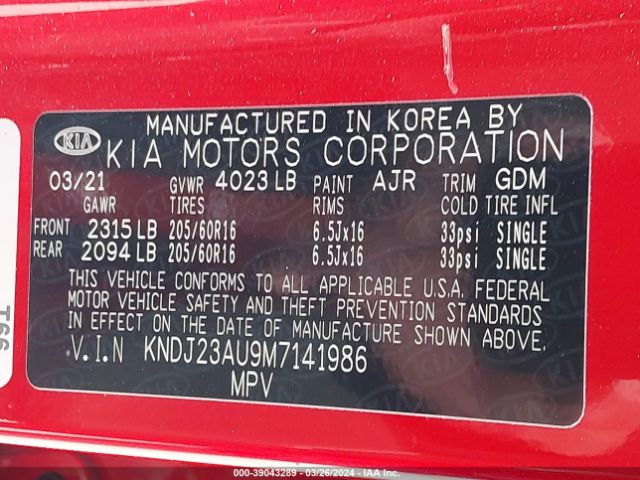 MANUFACTURED IN KOREA BY
KIA KIA MOTORS CORPORATION
03/21 GVWR 4023 LB PAINT AJR TRIM GDM
GAWR TIRES RIMS COLD TIRE INFL
FRONT 2315 LB 205/60R16 6.5Jx16 33psi SINGLE
REAR 2094 LB 205/60R16 6.5Jx16 33psi SINGLE
THIS VEHICLE CONFORMS TO ALL APPLICABLE U.S.A. FEDERAL
MOTOR VEHICLE SAFETY AND THEFT PREVENTION STANDARDS
IN EFFECT ON THE DATE OF MANUFACTURE SHOWN ABOVE.
V.I.N KNDJ23AU9M7141986
MPV
991
000-39043289 - 03/26/2024 - IAA Inc.